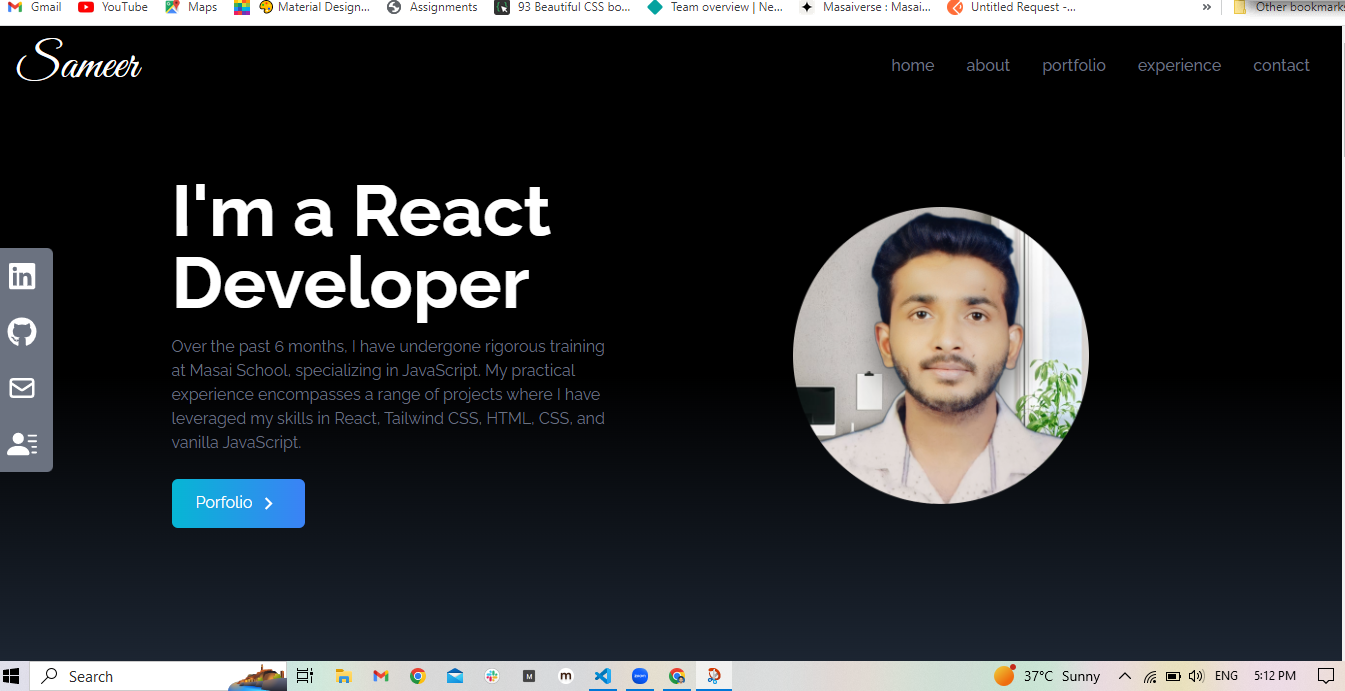 Gmail YouTube Maps Material Design... Assignments 93 Beautiful CSS bo... Team overview | Ne... Masaiverse : Masai... Untitled Request -... » Other bookmarks
Sameer
home about portfolio experience contact
I'm a React
Developer
Over the past 6 months, I have undergone rigorous training
at Masai School, specializing in JavaScript. My practical
experience encompasses a range of projects where I have
leveraged my skills in React, Tailwind CSS, HTML, CSS, and
vanilla JavaScript.
Porfolio
Search 37°C Sunny ENG 5:12 PM